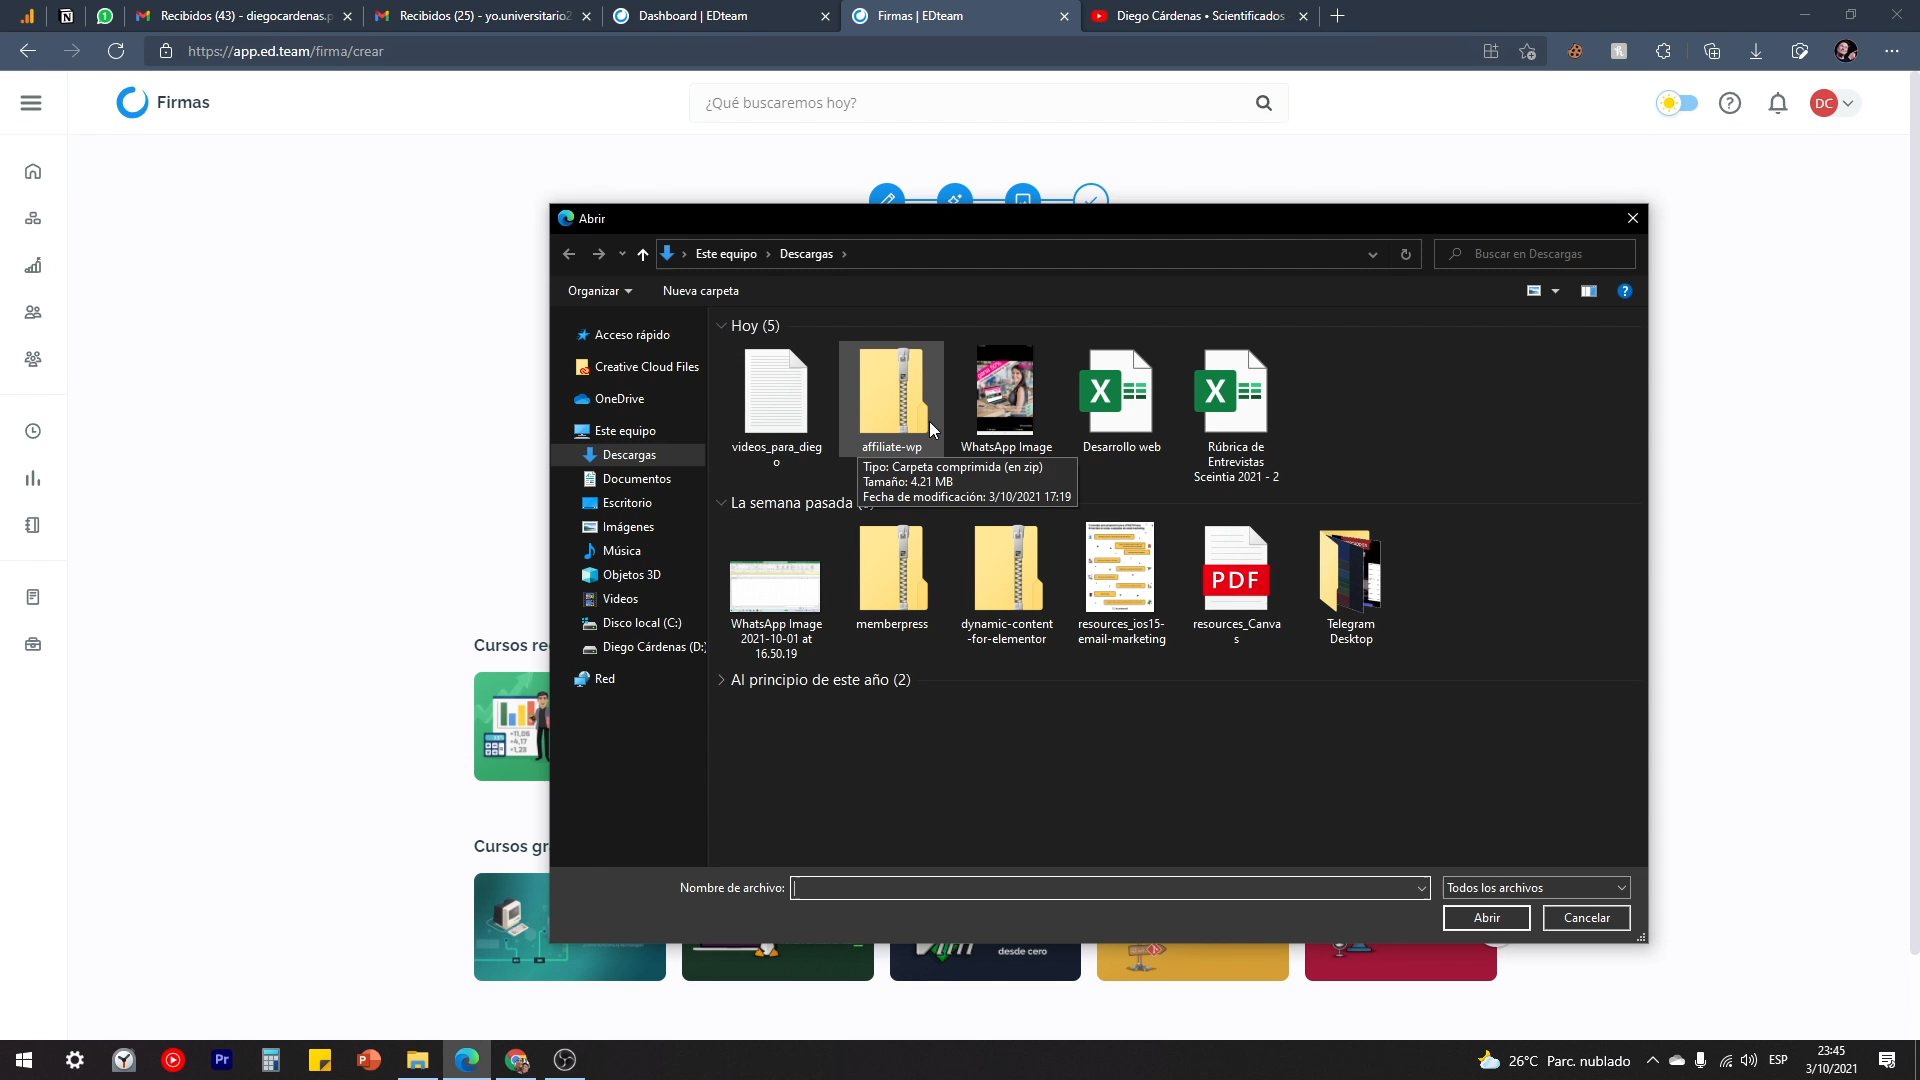 Recibidos (43) - diegocardenas.p
Recibidos (25) - yo.universitario2
Dashboard | EDteam
Firmas | EDteam
Diego Cárdenas • Scientificados
https://app.ed.team/firma/crear
Firmas
¿Qué buscaremos hoy?
DC
Abrir
Este equipo
Descargas
Buscar en Descargas
Organizar
Nueva carpeta
Acceso rápido
Creative Cloud Files
OneDrive
Este equipo
Descargas
Documentos
Escritorio
Imágenes
Música
Objetos 3D
Videos
Disco local (C:)
Diego Cárdenas (D:)
Red
Hoy (5)
videos_para_dieg
o
affiliate-wp
WhatsApp Image
Desarrollo web
Rúbrica de
Entrevistas
Sceintia 2021 - 2
Tipo: Carpeta comprimida (en zip)
Tamaño: 4.21 MB
Fecha de modificación: 3/10/2021 17:19
La semana pasada
WhatsApp Image
2021-10-01 at
16.50.19
memberpress
dynamic-content
-for-elementor
resources_ios15-
email-marketing
PDF
resources_Canva
s
Telegram
Desktop
Al principio de este año (2)
Nombre de archivo:
Todos los archivos
Abrir
Cancelar
Cursos re
+11,06
+4,17
+1,23
Cursos gr
desde cero
26°C Parc. nublado
ESP
23:45
3/10/2021